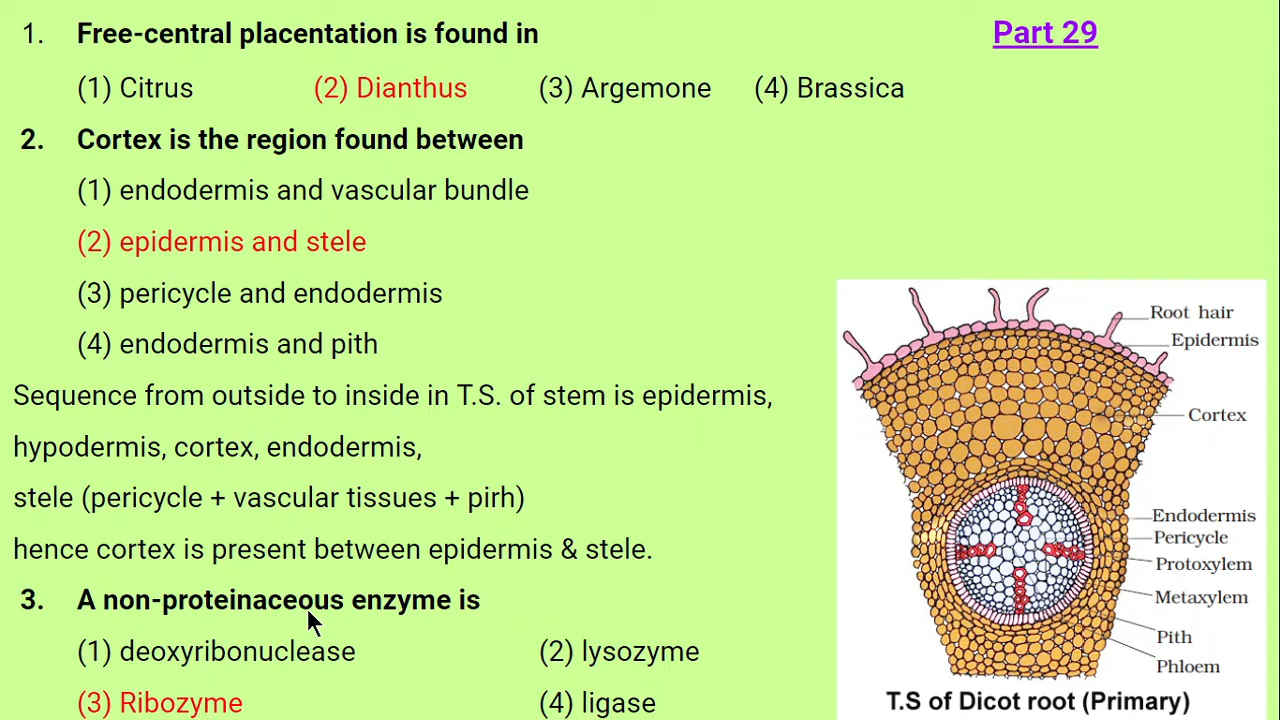 1. Free-central placentation is found in
Part 29
(1) Citrus (2) Dianthus (3) Argemone (4) Brassica
2. Cortex is the region found between
(1) endodermis and vascular bundle
(2) epidermis and stele
(3) pericycle and endodermis
(4) endodermis and pith
Sequence from outside to inside in T.S. of stem is epidermis,
hypodermis, cortex, endodermis,
stele (pericycle + vascular tissues + pirh)
hence cortex is present between epidermis & stele.
3. A non-proteinaceous enzyme is
(1) deoxyribonuclease (2) lysozyme
(3) Ribozyme (4) ligase
Root hair
Epidermis
Cortex
Endodermis
Pericycle
Protoxylem
Metaxylem
Pith
Phloem
T.S of Dicot root (Primary)